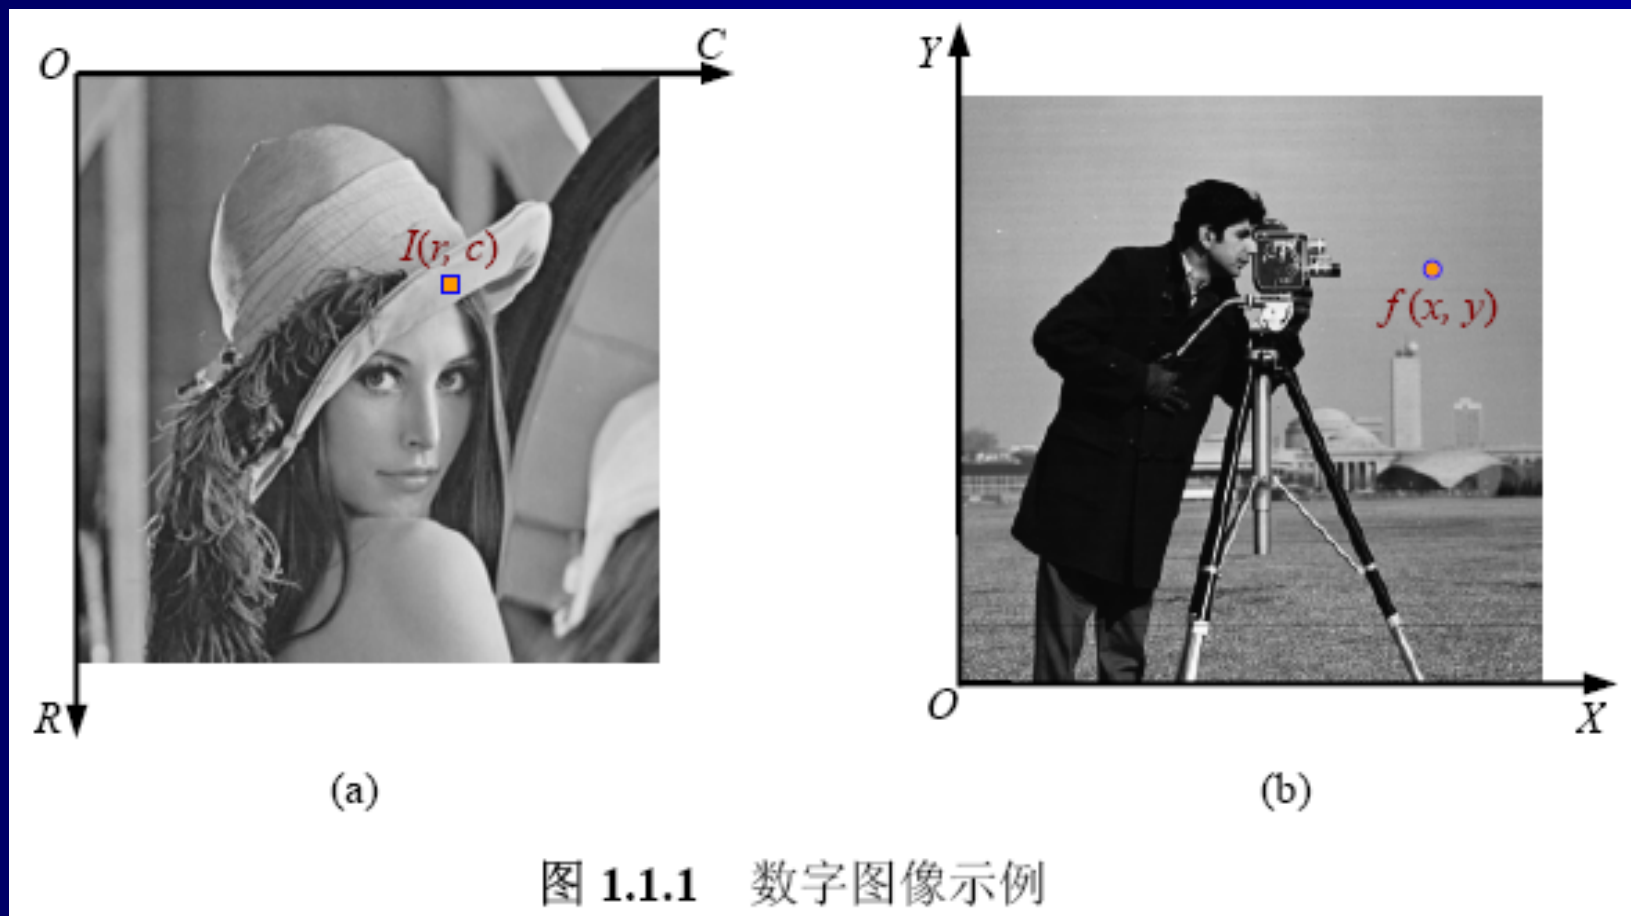 O
C
I(r, c)
R
(a)
Y
f(x, y)
O
X
(b)
图 1.1.1 数字图像示例